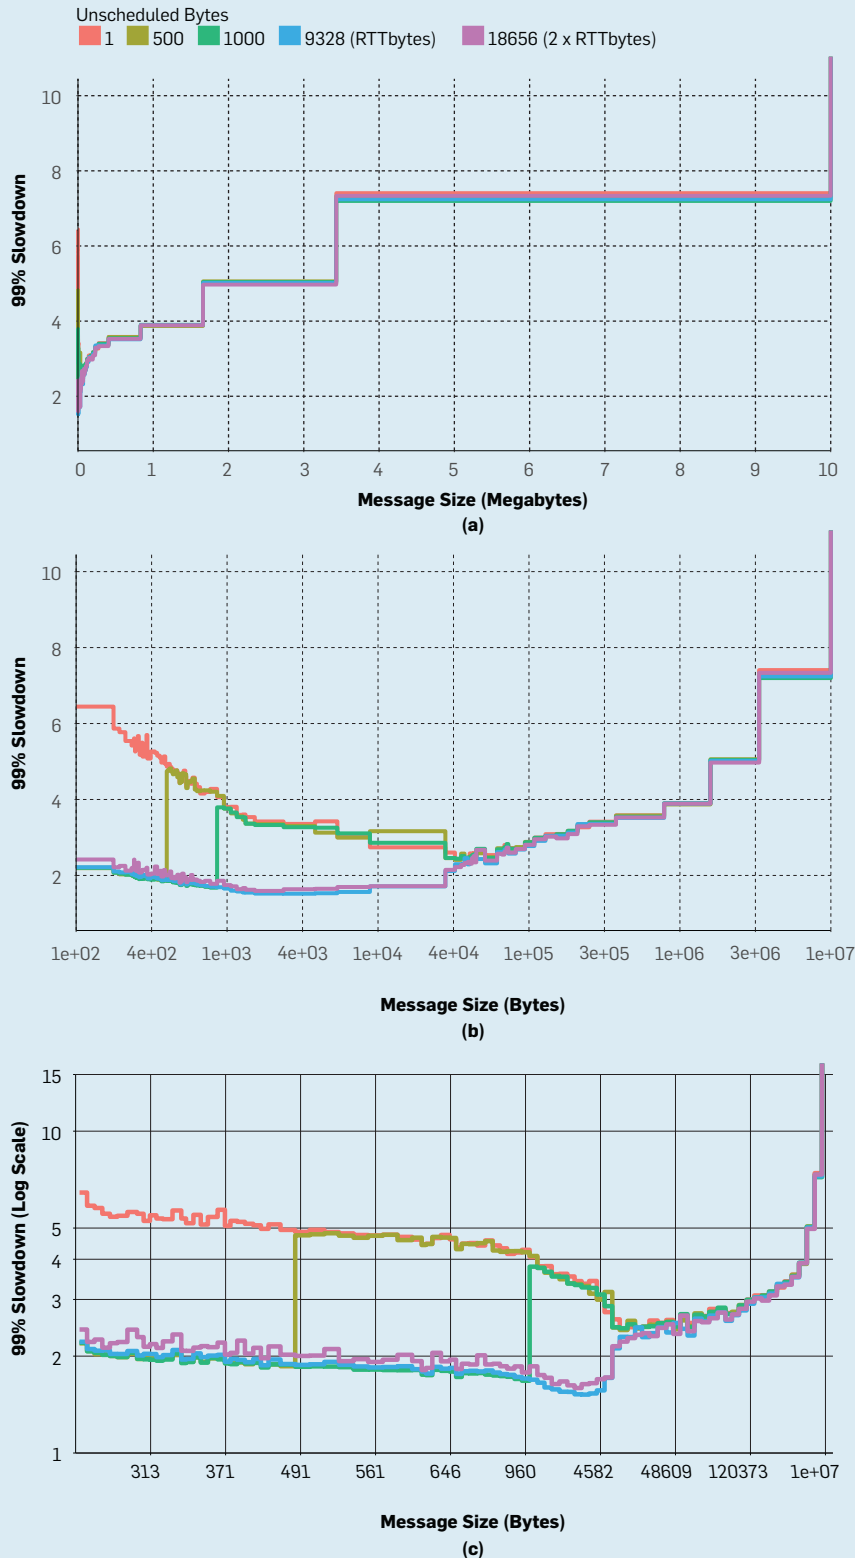 Unscheduled Bytes
1 500 1000 9328 (RTTbytes) 18656 (2 x RTTbytes)
10
8
6
4
2
99% Slowdown
0 1 2 3 4 5 6 7 8 9 10
Message Size (Megabytes)
(a)
10
8
6
4
2
99% Slowdown
1e+02 4e+02 1e+03 4e+03 1e+04 4e+04 1e+05 3e+05 1e+06 3e+06 1e+07
Message Size (Bytes)
(b)
15
10
5
4
3
2
1
99% Slowdown (Log Scale)
313 371 491 561 646 960 4582 48609 120373 1e+07
Message Size (Bytes)
(c)